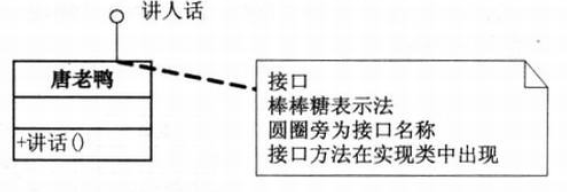 讲人话
唐老鸭
+讲话()
接口
棒棒糖表示法
圆圈旁为接口名称
接口方法在实现类中出现